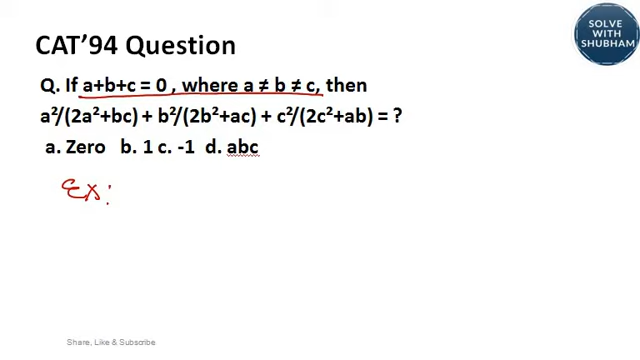 CAT’94 Question
SOLVE
WITH
SHUBHAM
Q. If a+b+c = 0 , where a ≠ b ≠ c, then
a²/(2a²+bc) + b²/(2b²+ac) + c²/(2c²+ab) = ?
a. Zero b. 1 c. -1 d. abc
Ex:
Share, Like & Subscribe